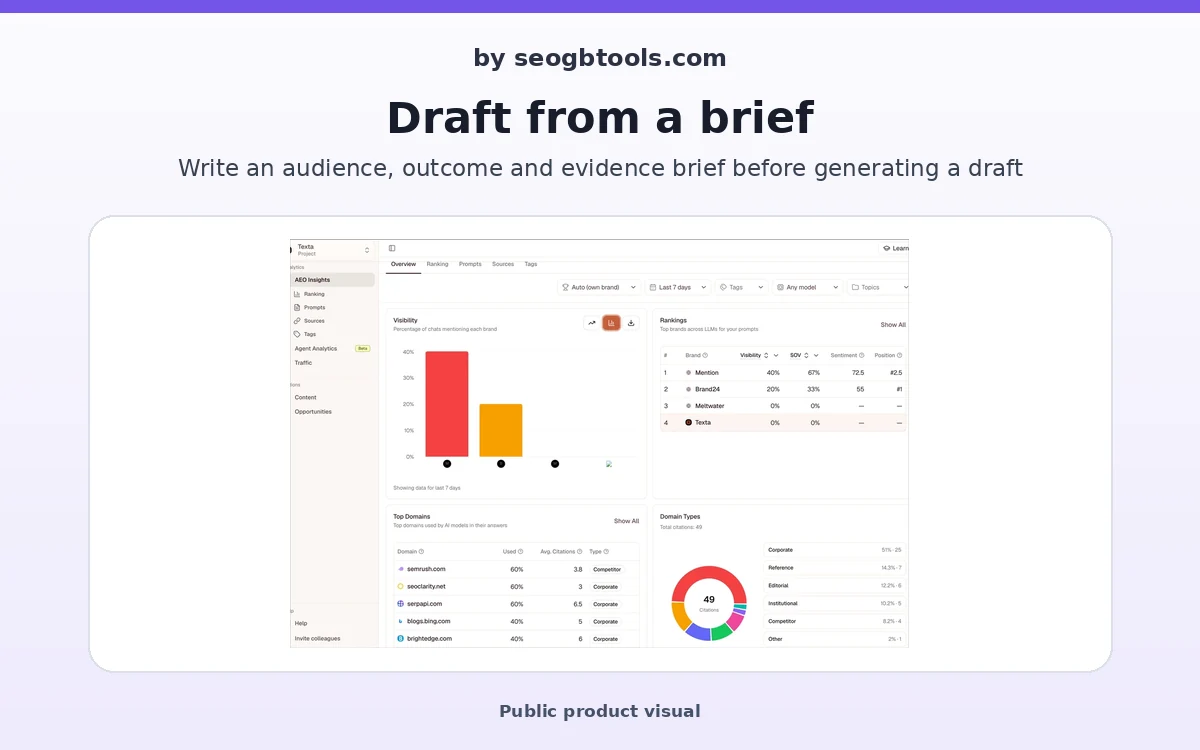 by seogbtools.com
Draft from a brief
Write an audience, outcome and evidence brief before generating a draft
Texta
Project
Learn
alytics
Overview Ranking Prompts Sources Tags
AEO Insights
Auto (own brand) Last 7 days Tags Any model Topics
Ranking
Prompts
Sources
Tags
Agent Analytics Beta
Traffic
ions
Content
Opportunities
Help
Invite colleagues
Visibility
Percentage of chats mentioning each brand
40%
30%
20%
10%
0%
Showing data for last 7 days
Rankings
Top brands across LLMs for your prompts
Show All
# Brand Visibility SOV Sentiment Position
1 Mention 40% 67% 72.5 #2.5
2 Brand24 20% 33% 55 #1
3 Meltwater 0% 0% — —
4 Texta 0% 0% — —
Top Domains
Top domains used by AI models in their answers
Show All
Domain Used Avg. Citations Type
semrush.com 60% 3.8 Competitor
seoclarity.net 60% 3 Corporate
serpapi.com 60% 6.5 Corporate
blogs.bing.com 40% 5 Corporate
brightedge.com 40% 6 Corporate
Domain Types
Total citations: 49
49
Citations
Corporate 51% · 25
Reference 14.3% · 7
Editorial 12.2% · 6
Institutional 10.2% · 5
Competitor 8.2% · 4
Other 2% · 1
Public product visual